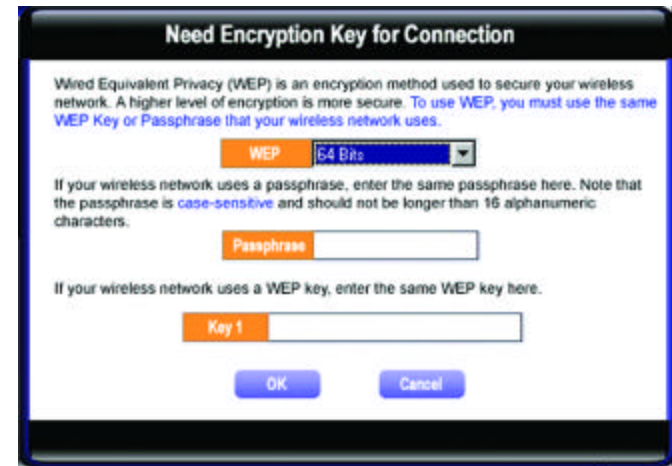 Need Encryption Key for Connection
Wired Equivalent Privacy (WEP) is an encryption method used to secure your wireless
network. A higher level of encryption is more secure. To use WEP, you must use the same
WEP Key or Passphrase that your wireless network uses.
WEP 64 Bits
If your wireless network uses a passphrase, enter the same passphrase here. Note that
the passphrase is case-sensitive and should not be longer than 16 alphanumeric
characters.
Passphrase
If your wireless network uses a WEP key, enter the same WEP key here.
Key 1
OK Cancel